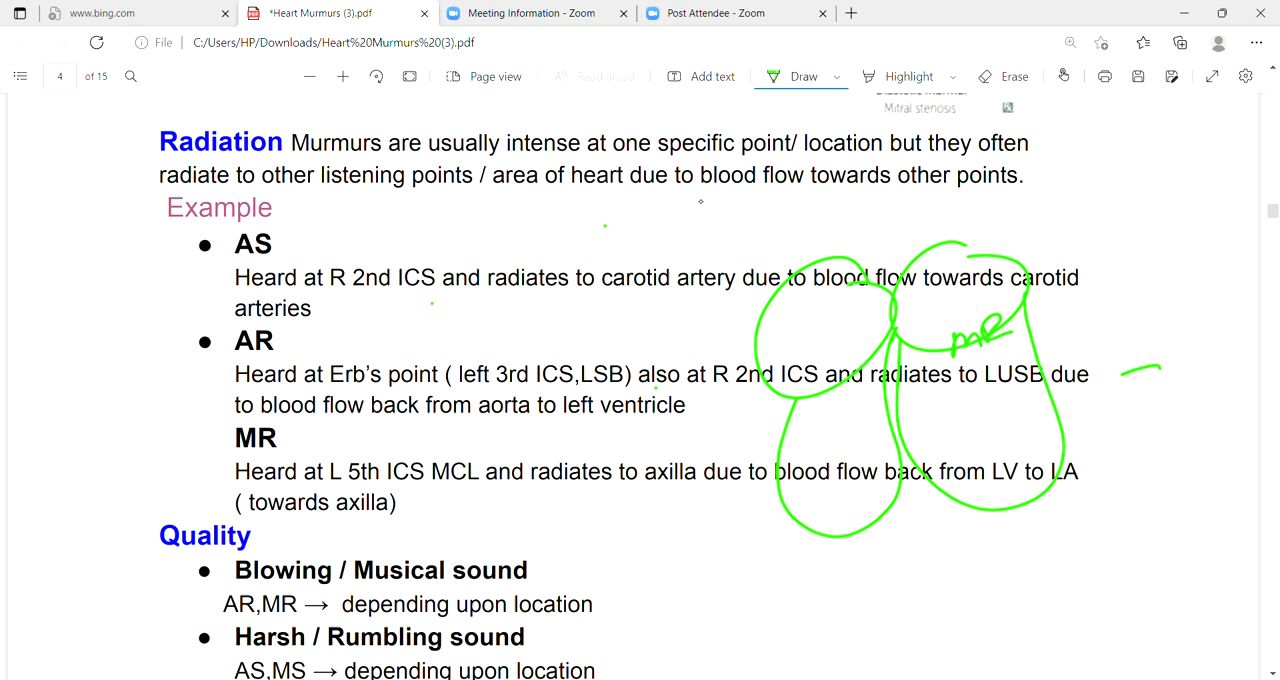 www.bing.com
*Heart Murmurs (3).pdf
Meeting Information - Zoom
Post Attendee - Zoom
File
C:/Users/HP/Downloads/Heart%20Murmurs%20(3).pdf
4 of 15
Page view
Read aloud
Add text
Draw
Highlight
Erase
Mitral stenosis
Radiation Murmurs are usually intense at one specific point/ location but they often
radiate to other listening points / area of heart due to blood flow towards other points.
Example
● AS
Heard at R 2nd ICS and radiates to carotid artery due to blood flow towards carotid
arteries
● AR
Heard at Erb’s point ( left 3rd ICS,LSB) also at R 2nd ICS and radiates to LUSB due
to blood flow back from aorta to left ventricle
MR
Heard at L 5th ICS MCL and radiates to axilla due to blood flow back from LV to LA
( towards axilla)
mR
Quality
● Blowing / Musical sound
AR,MR → depending upon location
● Harsh / Rumbling sound
AS,MS → depending upon location